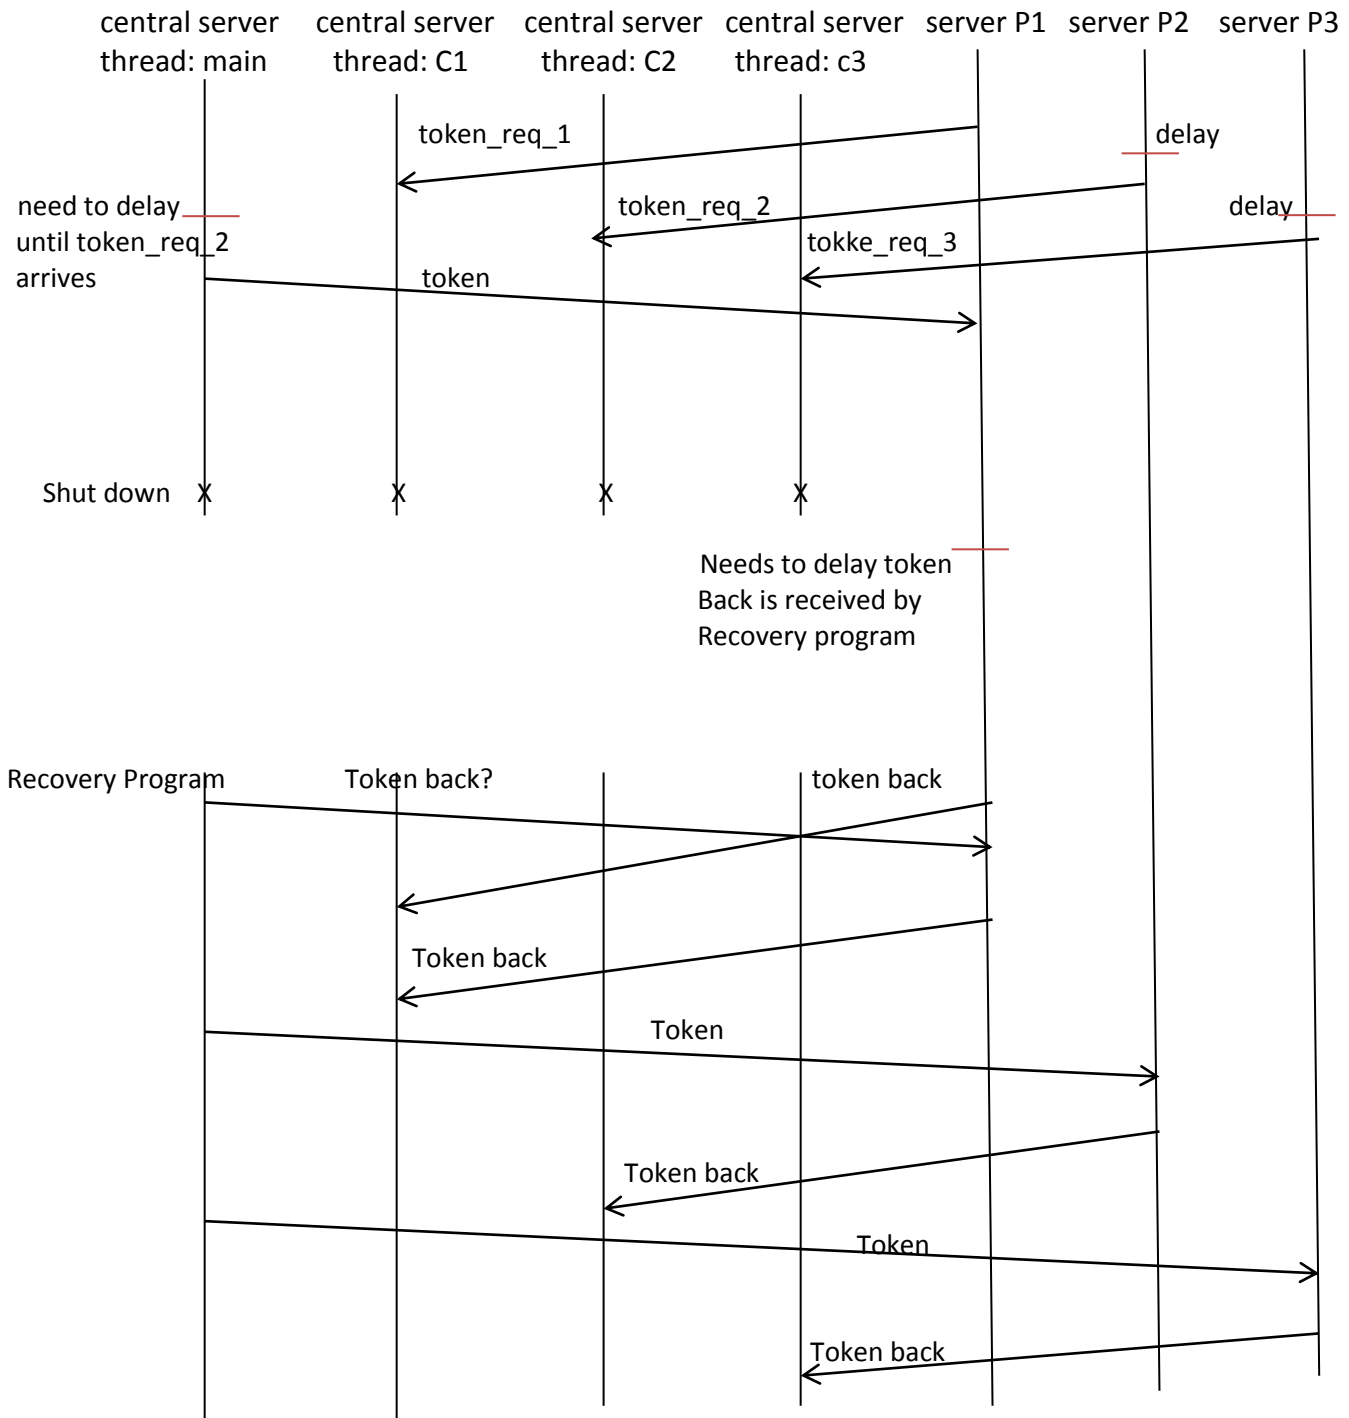 central server central server central server central server server P1 server P2 server P3
thread: main thread: C1 thread: C2 thread: c3
token_req_1
delay
need to delay
token_req_2
delay
until token_req_2
tokke_req_3
arrives
token
Shut down X X X X
Needs to delay token
Back is received by
Recovery program
Recovery Program
Token back?
token back
Token back
Token
Token back
Token
Token back